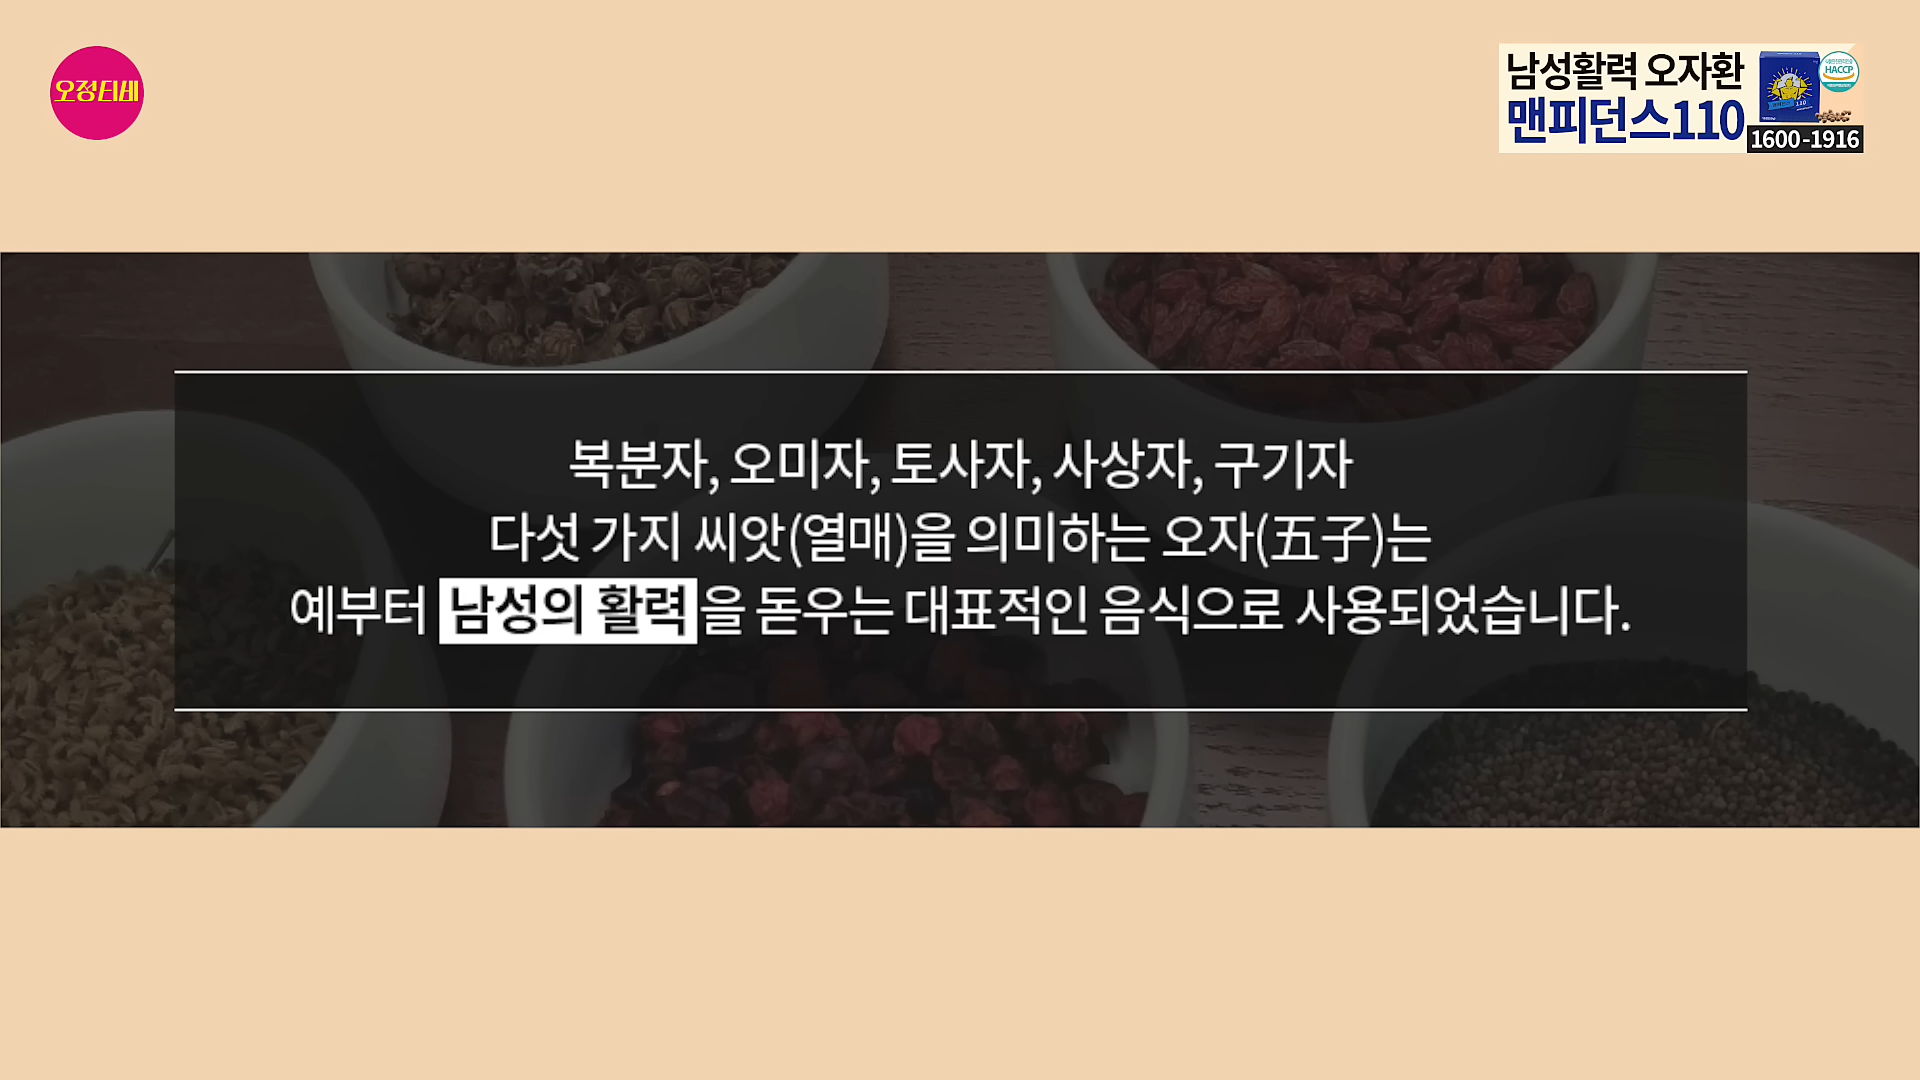 오정티비
남성활력 오자환
맨피던스110
HACCP
1600-1916
복분자, 오미자, 토사자, 사상자, 구기자
다섯 가지 씨앗(열매)을 의미하는 오자(五子)는
예부터 남성의 활력을 돋우는 대표적인 음식으로 사용되었습니다.